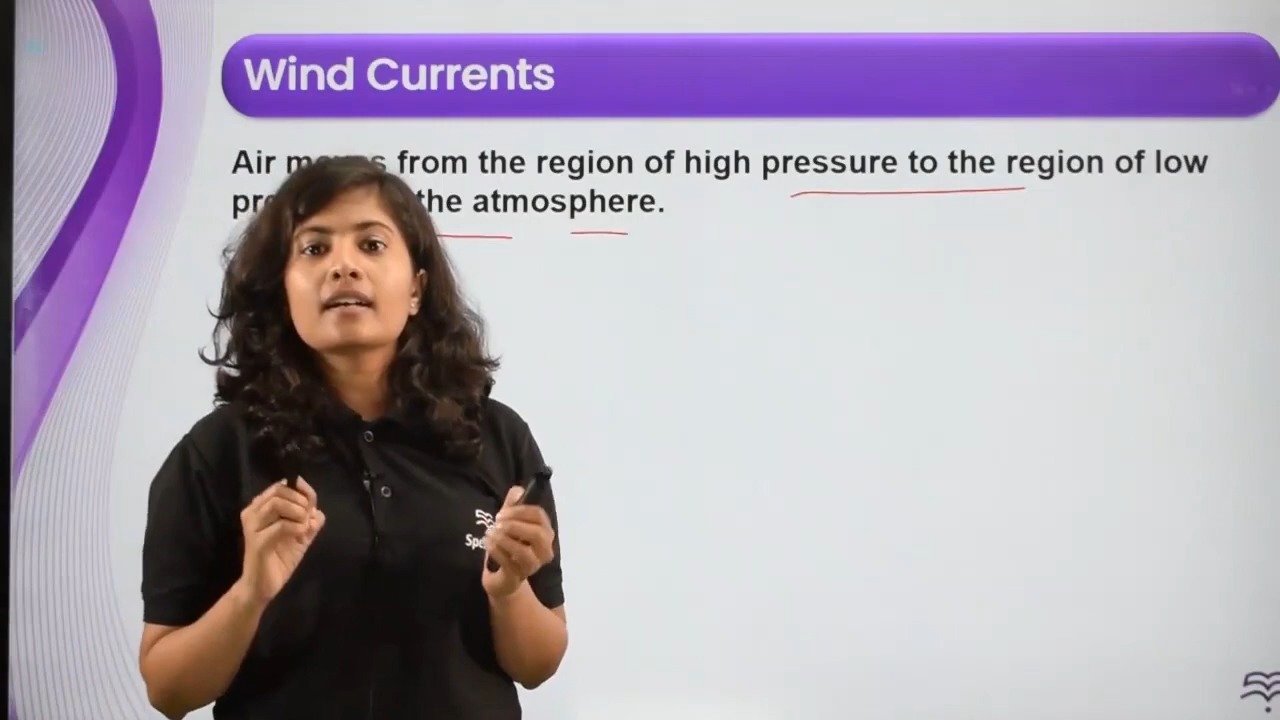 Wind Currents
Air from the region of high pressure to the region of low
the atmosphere.